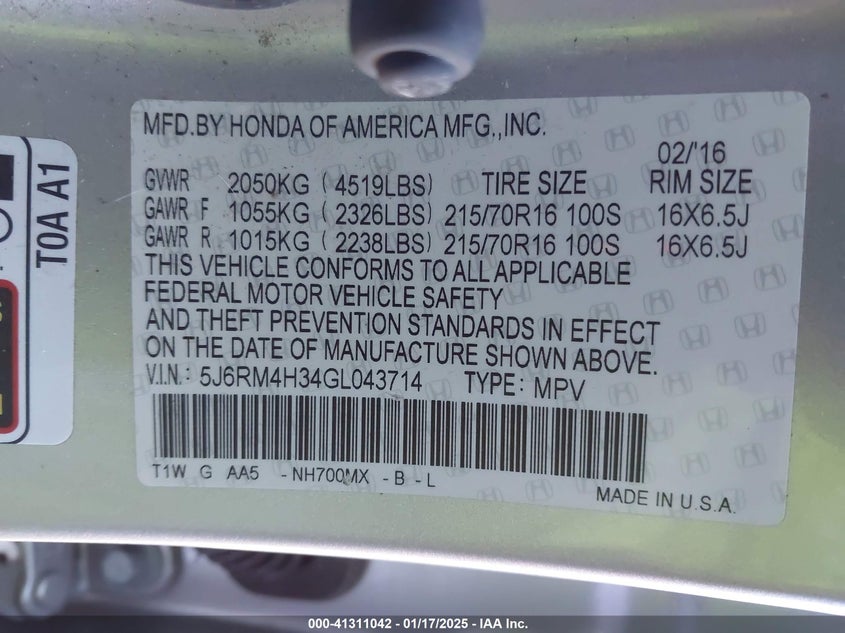 MFD.BY HONDA OF AMERICA MFG.,INC.
02/'16
GVWR 2050KG (4519LBS) TIRE SIZE RIM SIZE
GAWR F 1055KG (2326LBS) 215/70R16 100S 16X6.5J
GAWR R 1015KG (2238LBS) 215/70R16 100S 16X6.5J
THIS VEHICLE CONFORMS TO ALL APPLICABLE
FEDERAL MOTOR VEHICLE SAFETY
AND THEFT PREVENTION STANDARDS IN EFFECT
ON THE DATE OF MANUFACTURE SHOWN ABOVE.
V.I.N.: 5J6RM4H34GL043714 TYPE: MPV
T1W G AA5 -NH700MX -B -L
MADE IN U.S.A.
T0A A1
000-41311042 — 01/17/2025 — IAA Inc.